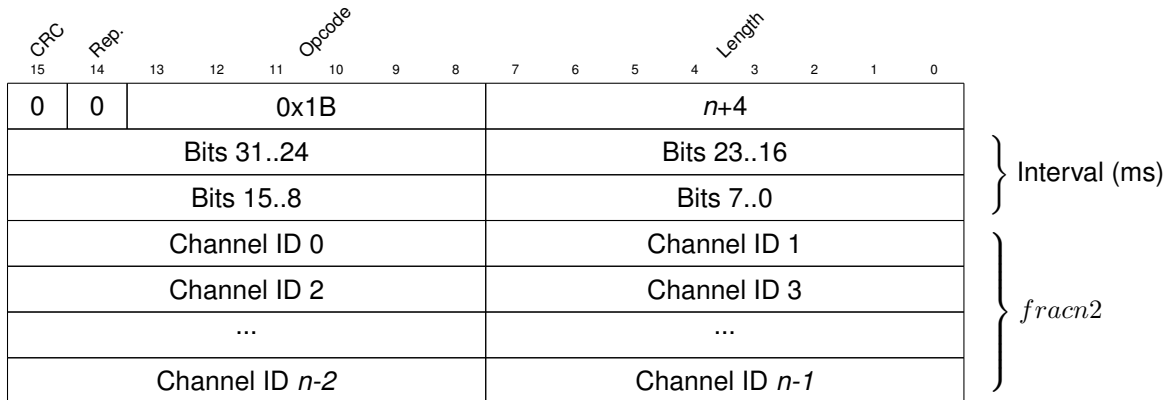 CRC Rep. Opcode Length
15 14 13 12 11 10 9 8 7 6 5 4 3 2 1 0
0 0 0x1B n+4
Bits 31..24 Bits 23..16
Interval (ms)
Bits 15..8 Bits 7..0
Channel ID 0 Channel ID 1
Channel ID 2 Channel ID 3
fracn2
... ...
Channel ID n-2 Channel ID n-1